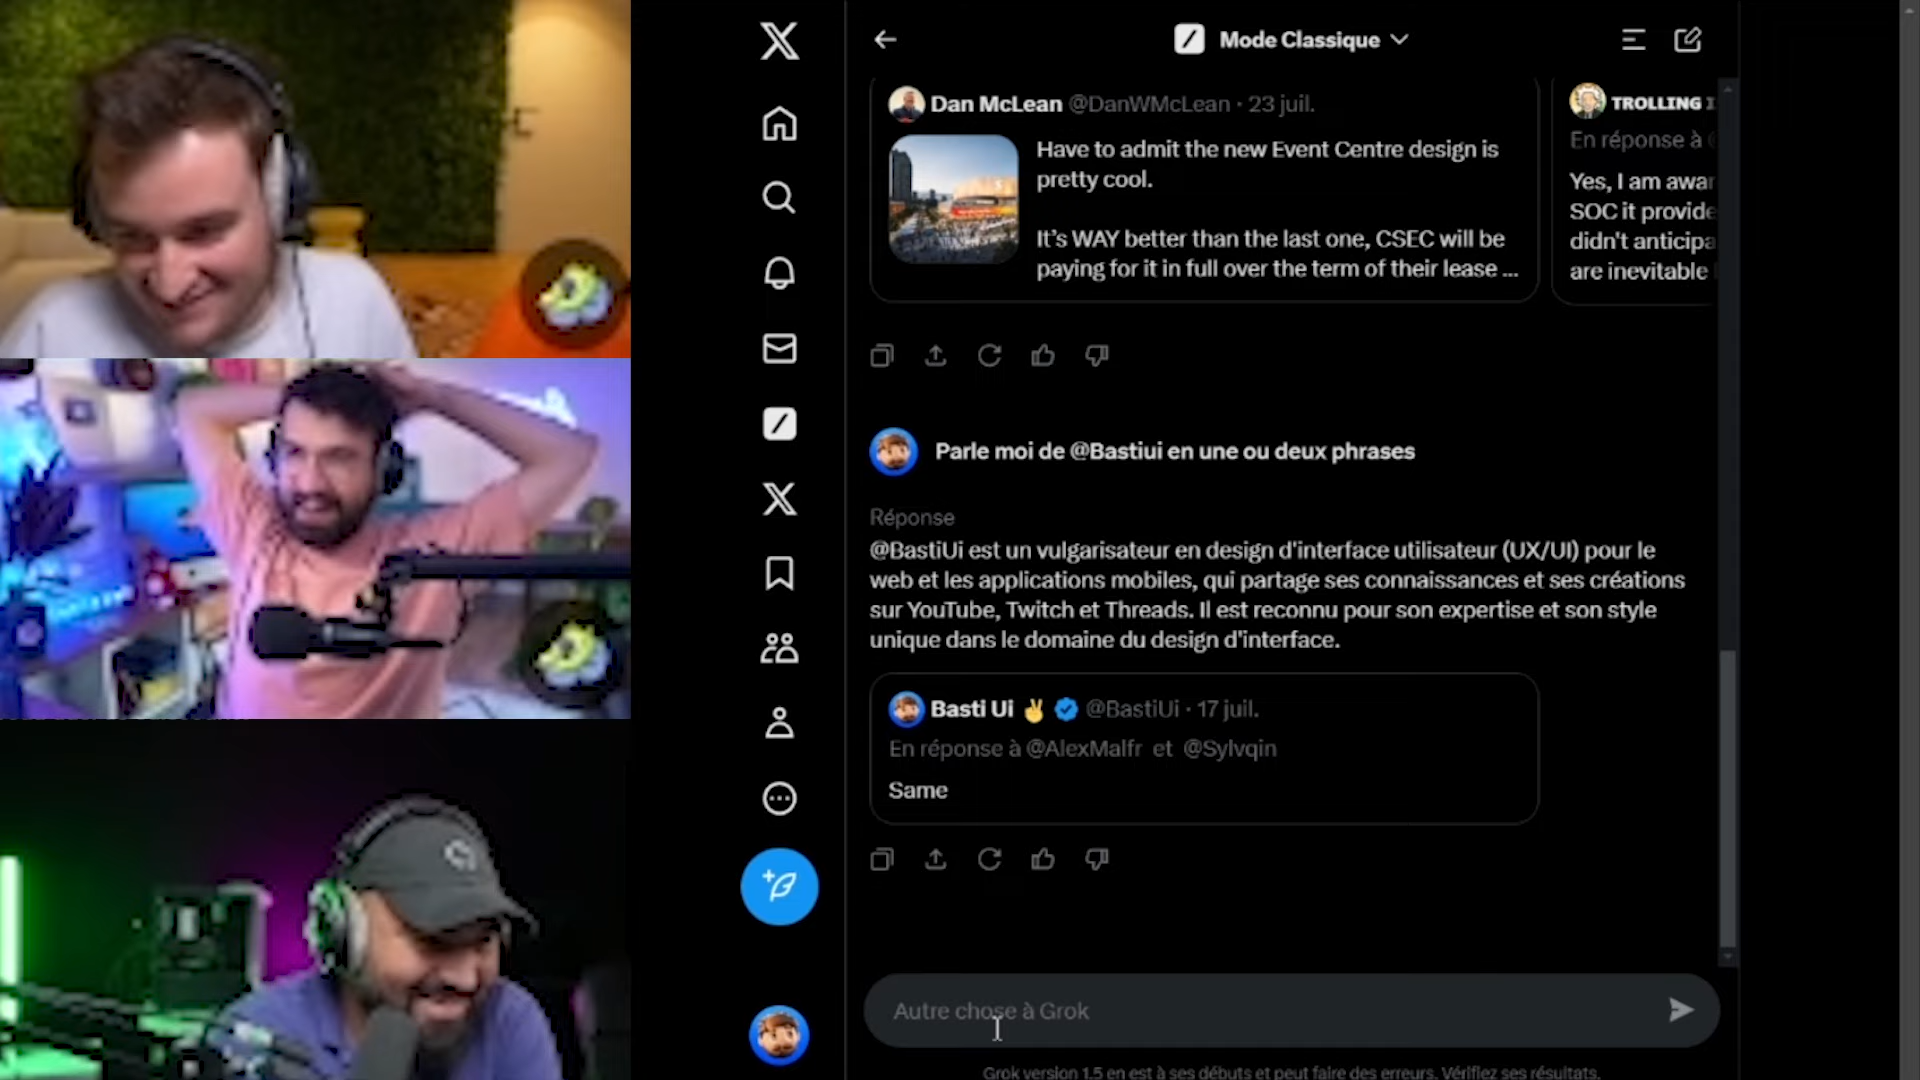 Mode Classique
Dan McLean @DanWMcLean · 23 juil.
Have to admit the new Event Centre design is
pretty cool.
It's WAY better than the last one, CSEC will be
paying for it in full over the term of their lease ...
TROLLING
En réponse à
Yes, I am awar
SOC it provide
didn't anticipa
are inevitable
Parle moi de @Bastiui en une ou deux phrases
Réponse
@BastiUi est un vulgarisateur en design d'interface utilisateur (UX/UI) pour le
web et les applications mobiles, qui partage ses connaissances et ses créations
sur YouTube, Twitch et Threads. Il est reconnu pour son expertise et son style
unique dans le domaine du design d'interface.
Basti Ui ✌️ @BastiUi · 17 juil.
En réponse à @AlexMalfr et @Sylvqin
Same
Autre chose à Grok
Grok version 1.5 en est à ses débuts et peut faire des erreurs. Vérifiez ses résultats.